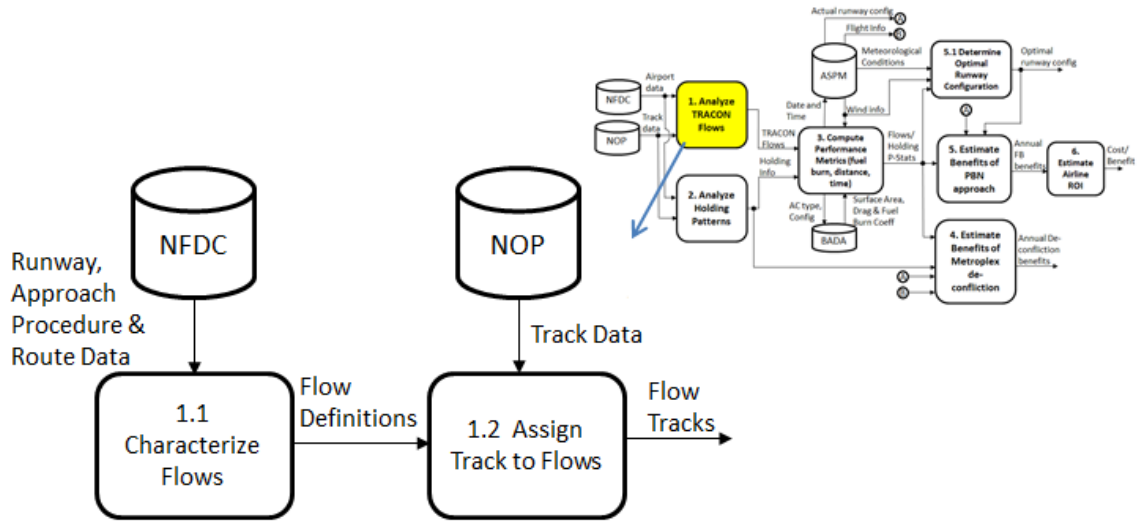 NFDC
NOP
Runway,
Approach
Procedure &
Route Data
Track Data
1.1
Characterize
Flows
Flow
Definitions
1.2 Assign
Track to Flows
Flow
Tracks
Actual runway config
A
Flight Info
B
ASPM
Meteorological
Conditions
5.1 Determine
Optimal
Runway
Configuration
Optimal
runway config
Airport
data
NFDC
Track
data
NOP
1. Analyze
TRACON
Flows
Date and
Time
Wind info
TRACON
Flows
Holding
Info
3. Compute
Performance
Metrics (fuel
burn, distance,
time)
Flows/
Holding
P-Stats
A
5. Estimate
Benefits of
PBN
approach
Annual
FB
benefits
6.
Estimate
Airline
ROI
Cost/
Benefit
2. Analyze
Holding
Patterns
AC type,
Config
Surface Area,
Drag & Fuel
Burn Coeff
BADA
4. Estimate
Benefits of
Metroplex
de-
confliction
Annual De-
confliction
benefits
A
B